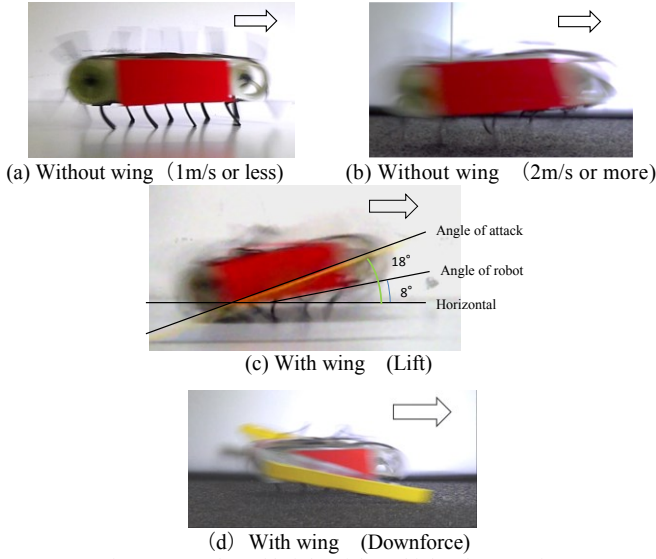 (a) Without wing（1m/s or less)
(b) Without wing （2m/s or more)
Angle of attack
18°
Angle of robot
8°
Horizontal
(c) With wing (Lift)
（d）With wing (Downforce)